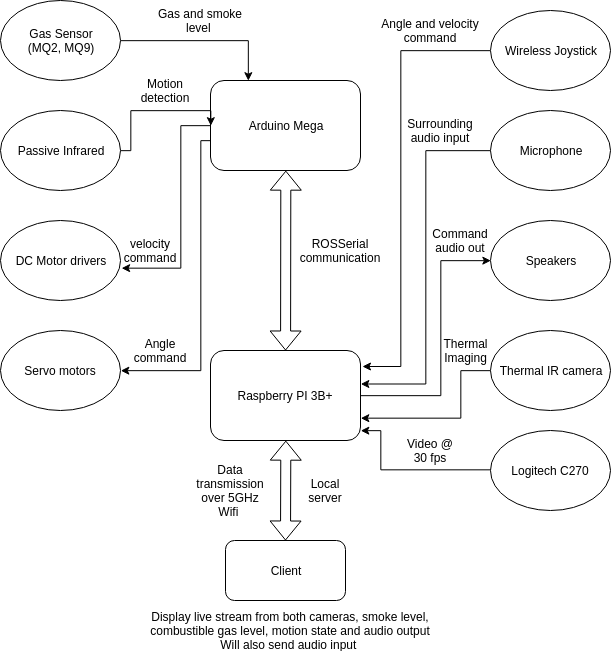 Gas Sensor
(MQ2, MQ9)
Gas and smoke
level
Angle and velocity
command
Wireless Joystick
Motion
detection
Arduino Mega
Passive Infrared
Surrounding
audio input
Microphone
velocity
command
DC Motor drivers
ROSSerial
communication
Command
audio out
Speakers
Angle
command
Servo motors
Raspberry PI 3B+
Thermal
Imaging
Thermal IR camera
Video @
30 fps
Logitech C270
Data
transmission
over 5GHz
Wifi
Local
server
Client
Display live stream from both cameras, smoke level,
combustible gas level, motion state and audio output
Will also send audio input